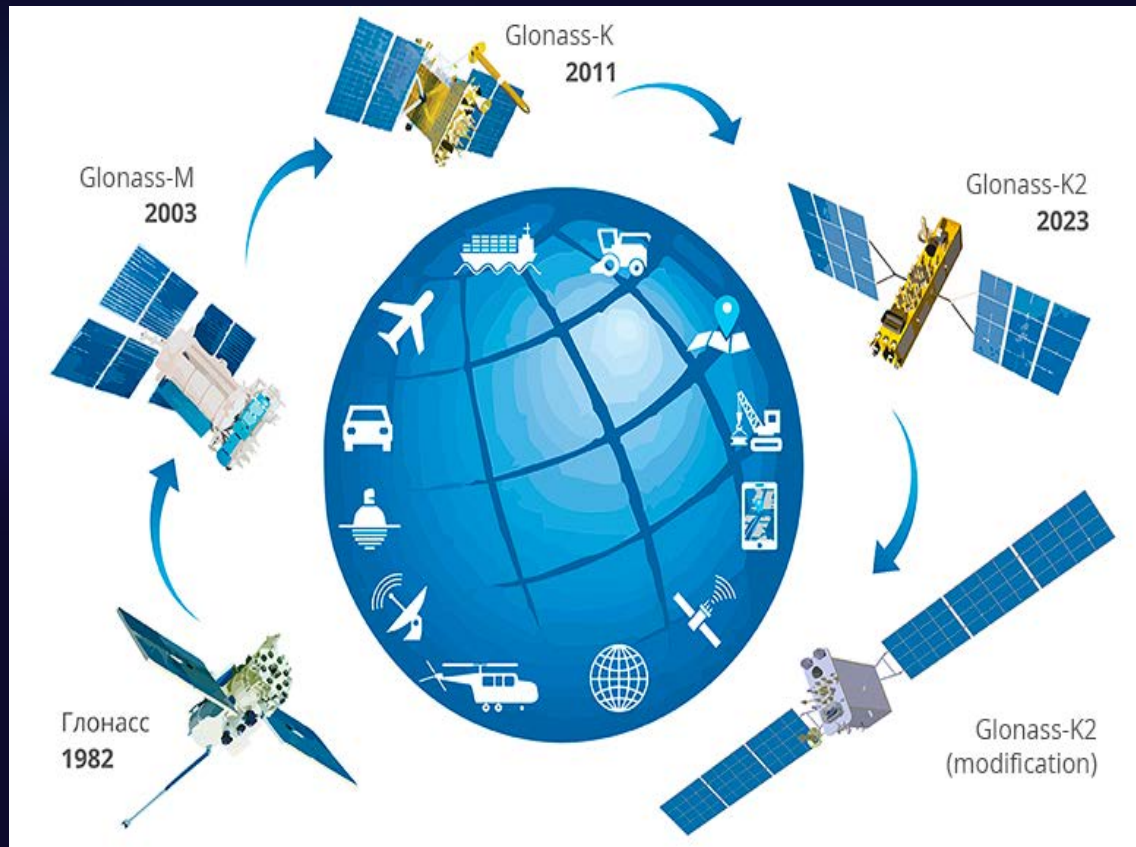 Glonass-K
2011
Glonass-M
2003
Glonass-K2
2023
Глонасс
1982
Glonass-K2
(modification)